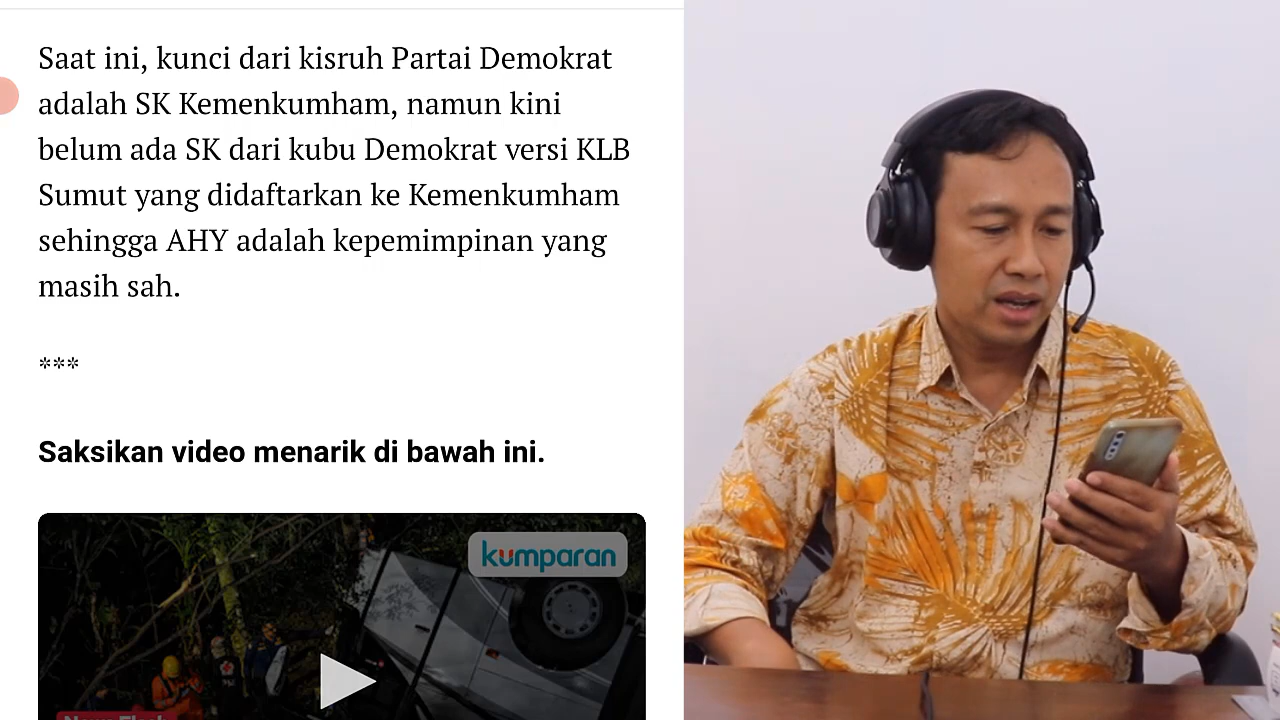 Saat ini, kunci dari kisruh Partai Demokrat
adalah SK Kemenkumham, namun kini
belum ada SK dari kubu Demokrat versi KLB
Sumut yang didaftarkan ke Kemenkumham
sehingga AHY adalah kepemimpinan yang
masih sah.
***
Saksikan video menarik di bawah ini.
kumparan